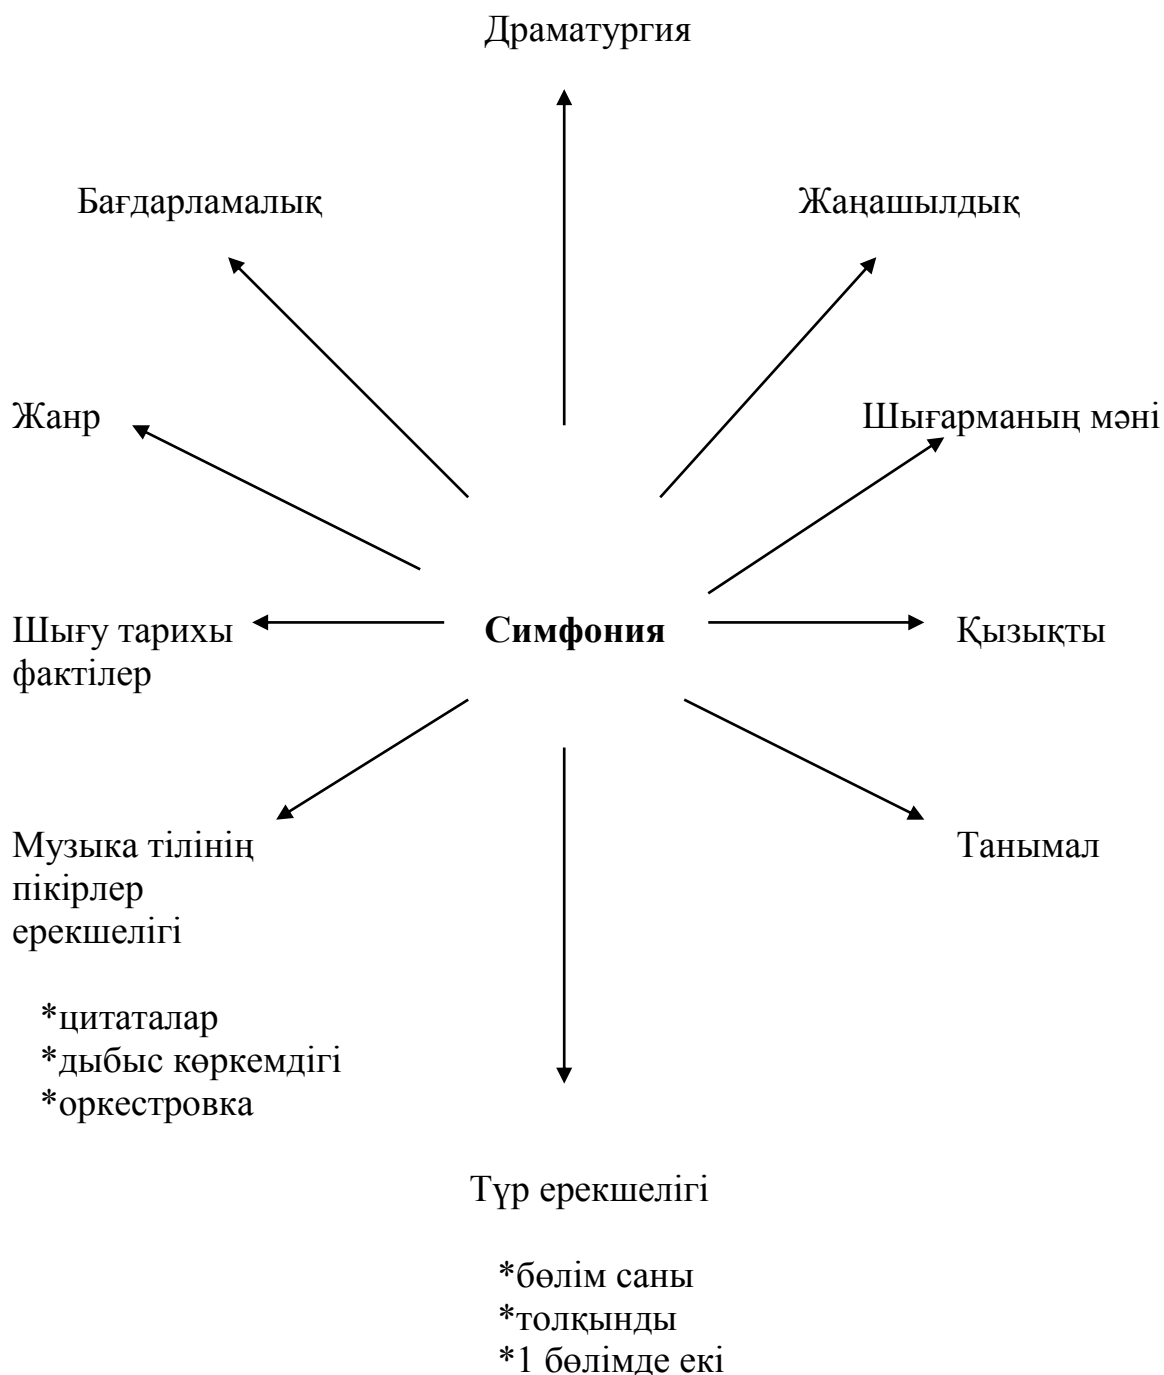 Драматургия
Бағдарламалық
Жаңашылдық
Жанр
Шығарманың мәні
Шығу тарихы
фактілер
Симфония
Қызықты
Музыка тілінің
пікірлер
ерекшелігі
Танымал
*цитаталар
*дыбыс көркемдігі
*оркестровка
Түр ерекшелігі
*бөлім саны
*толқынды
*1 бөлімде екі